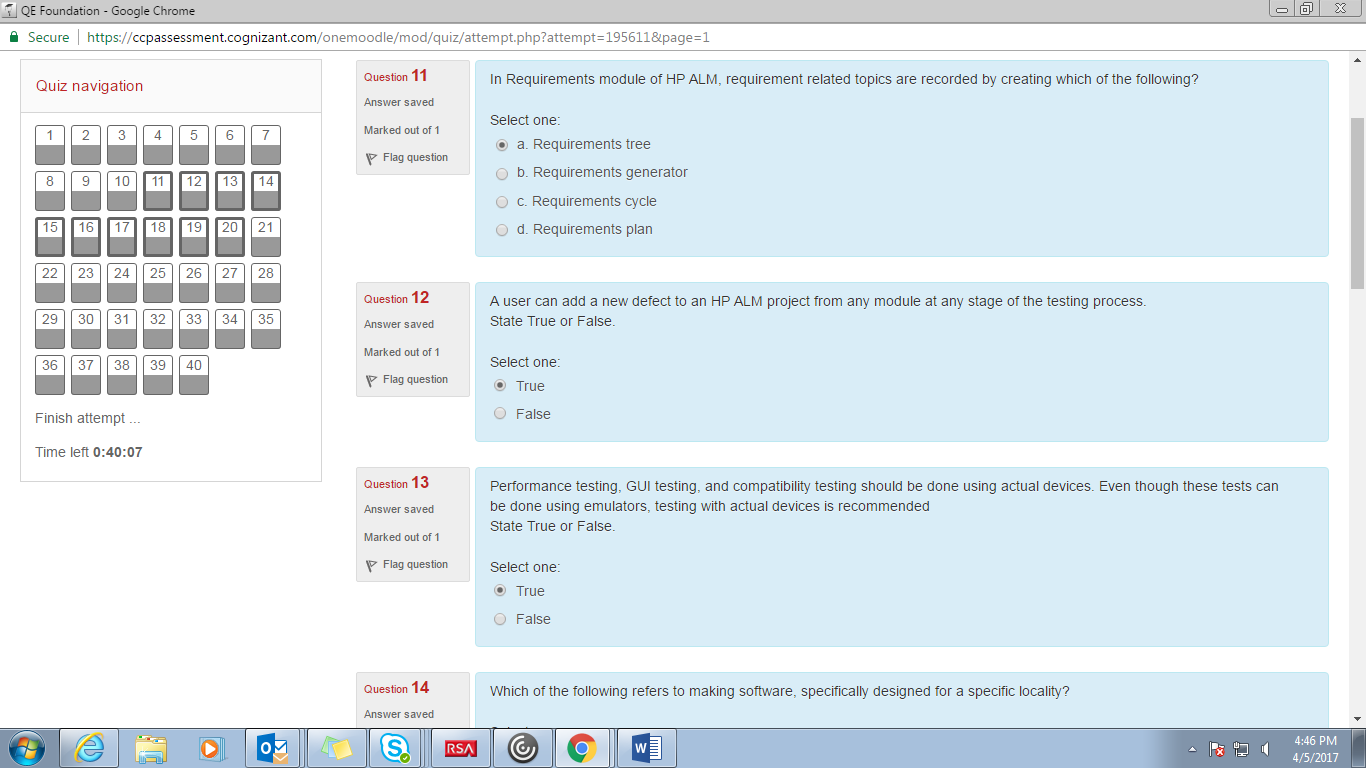 QE Foundation - Google Chrome
Secure https://ccpassessment.cognizant.com/onemoodle/mod/quiz/attempt.php?attempt=195611&page=1
Quiz navigation
1 2 3 4 5 6 7
8 9 10 11 12 13 14
15 16 17 18 19 20 21
22 23 24 25 26 27 28
29 30 31 32 33 34 35
36 37 38 39 40
Finish attempt ...
Time left 0:40:07
Question 11
Answer saved
Marked out of 1
Flag question
In Requirements module of HP ALM, requirement related topics are recorded by creating which of the following?
Select one:
a. Requirements tree
b. Requirements generator
c. Requirements cycle
d. Requirements plan
Question 12
Answer saved
Marked out of 1
Flag question
A user can add a new defect to an HP ALM project from any module at any stage of the testing process.
State True or False.
Select one:
True
False
Question 13
Answer saved
Marked out of 1
Flag question
Performance testing, GUI testing, and compatibility testing should be done using actual devices. Even though these tests can
be done using emulators, testing with actual devices is recommended
State True or False.
Select one:
True
False
Question 14
Answer saved
Which of the following refers to making software, specifically designed for a specific locality?
RSA
4:46 PM
4/5/2017